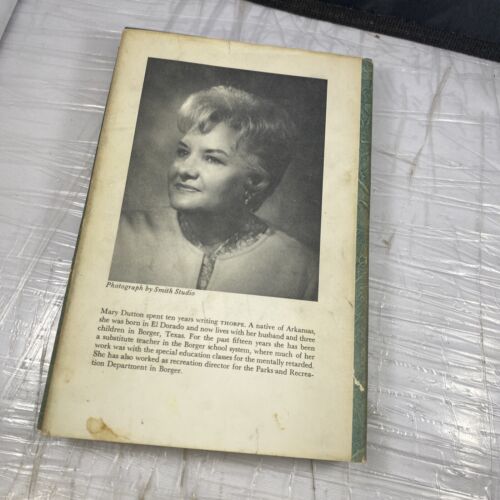 Photograph by Smith Studio
Mary Dutton spent ten years writing THORPE. A native of Arkansas,
she was born in El Dorado and now lives with her husband and three
children in Borger, Texas. For the past fifteen years she has been
a substitute teacher in the Borger school system, where much of her
work was with the special education classes for the mentally retarded.
She has also worked as recreation director for the Parks and Recrea-
tion Department in Borger.